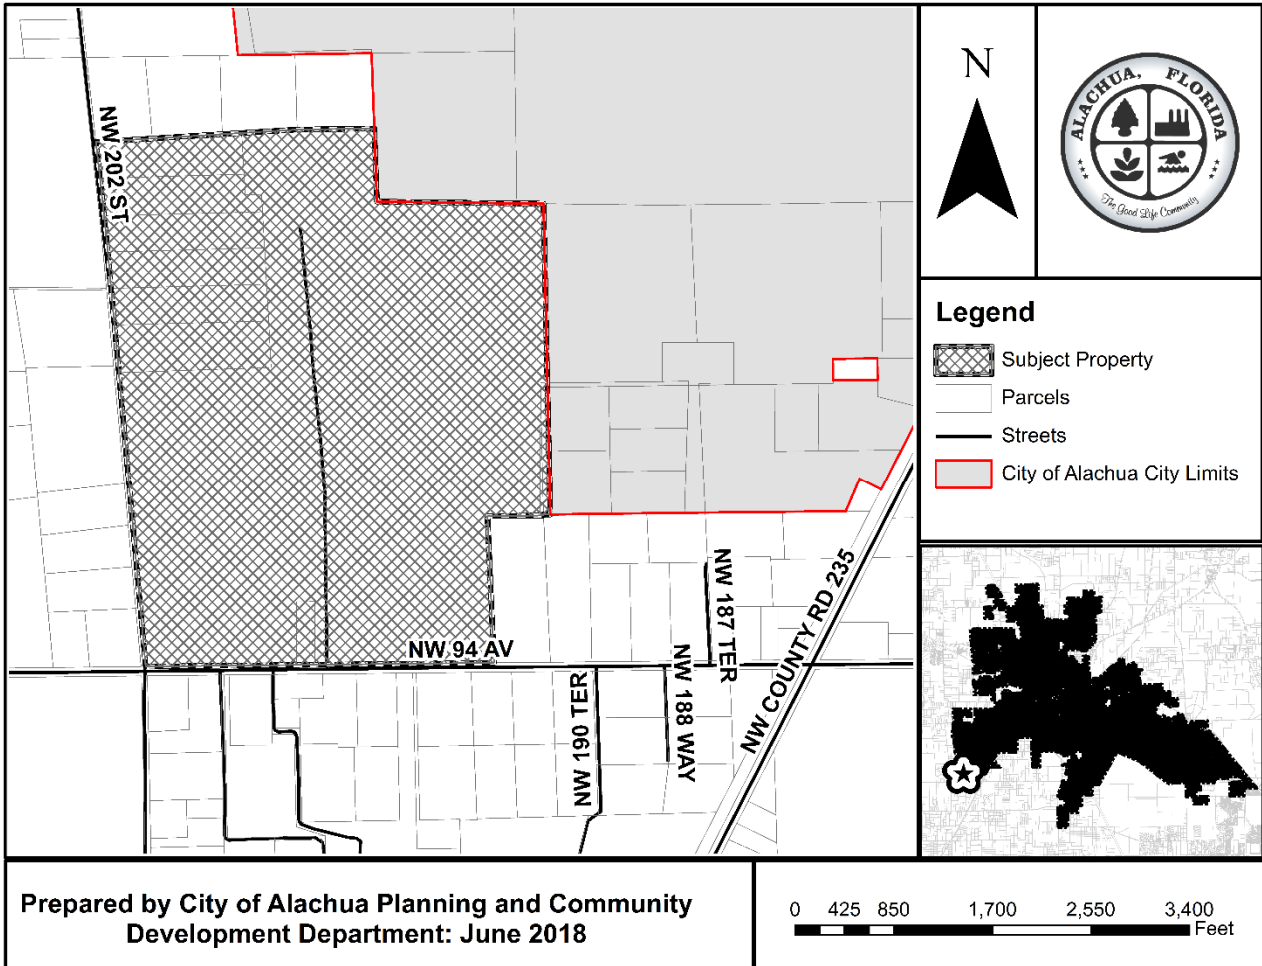 NW 202 ST
NW 94 AV
NW 190 TER
NW 188 WAY
NW 187 TER
NW COUNTY RD 235
N
ALACHUA, FLORIDA
The Good Life Community
Legend
Subject Property
Parcels
Streets
City of Alachua City Limits
Prepared by City of Alachua Planning and Community
Development Department: June 2018
0 425 850 1,700 2,550 3,400
Feet